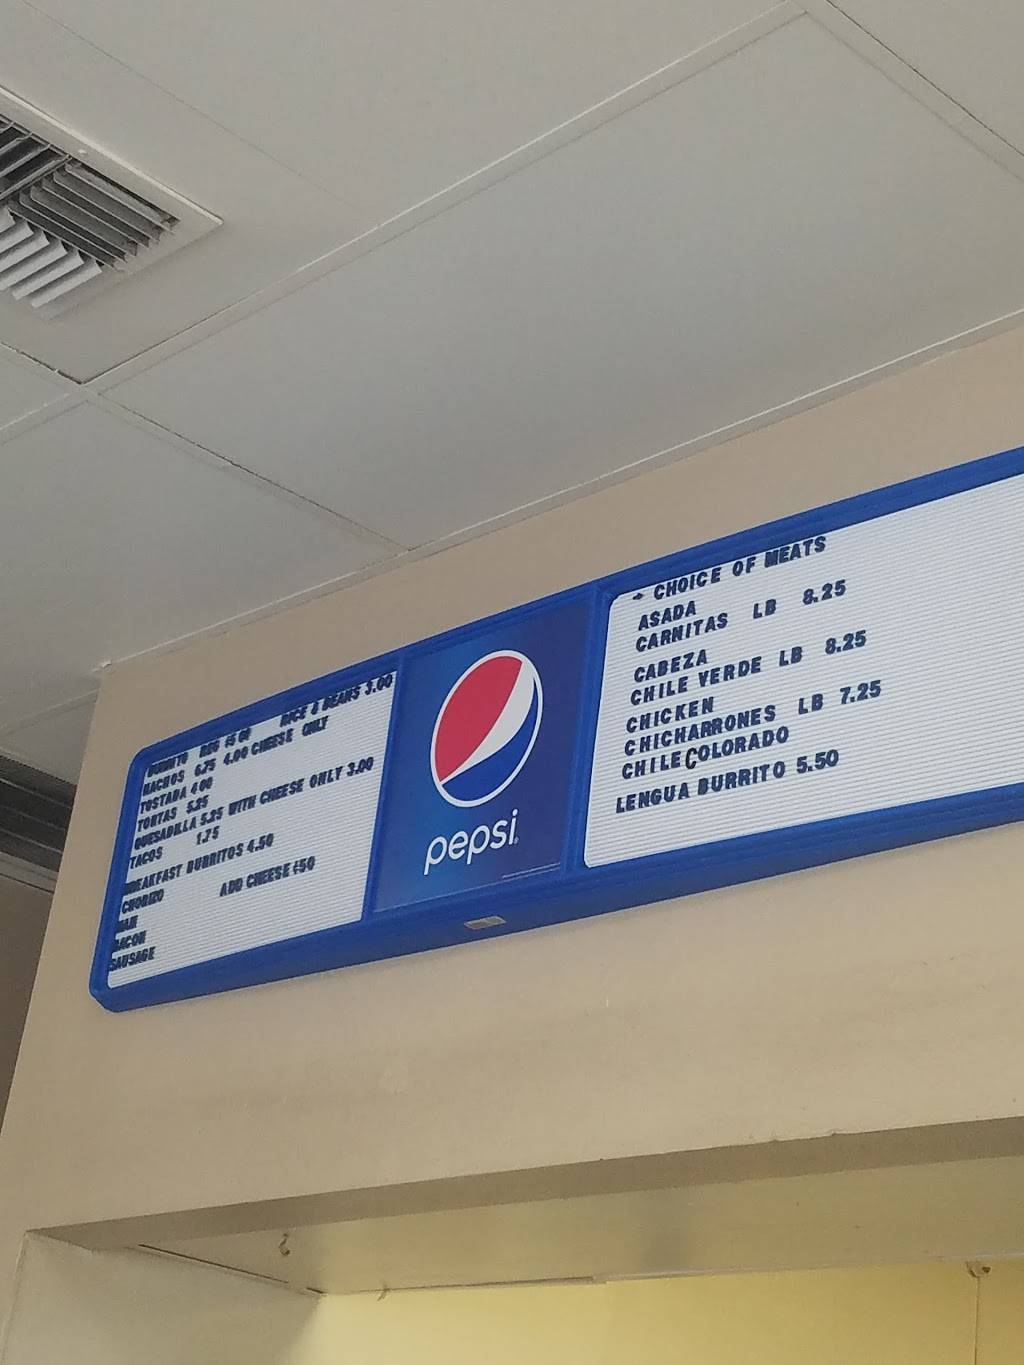 BURRITO REG $5.00 RICE & BEANS 3.00
NACHOS 6.75 4.00 CHEESE ONLY
TOSTADA 4.00
TORTAS 5.25
QUESADILLA 5.25 WITH CHEESE ONLY 3.00
TACOS 1.75
BREAKFAST BURRITOS 4.50
CHORIZO ADD CHEESE $50
HAM
BACON
SAUSAGE
pepsi
CHOICE OF MEATS
ASADA
CARNITAS LB 8.25
CABEZA
CHILE VERDE LB 8.25
CHICKEN
CHICHARRONES LB 7.25
CHILE COLORADO
LENGUA BURRITO 5.50